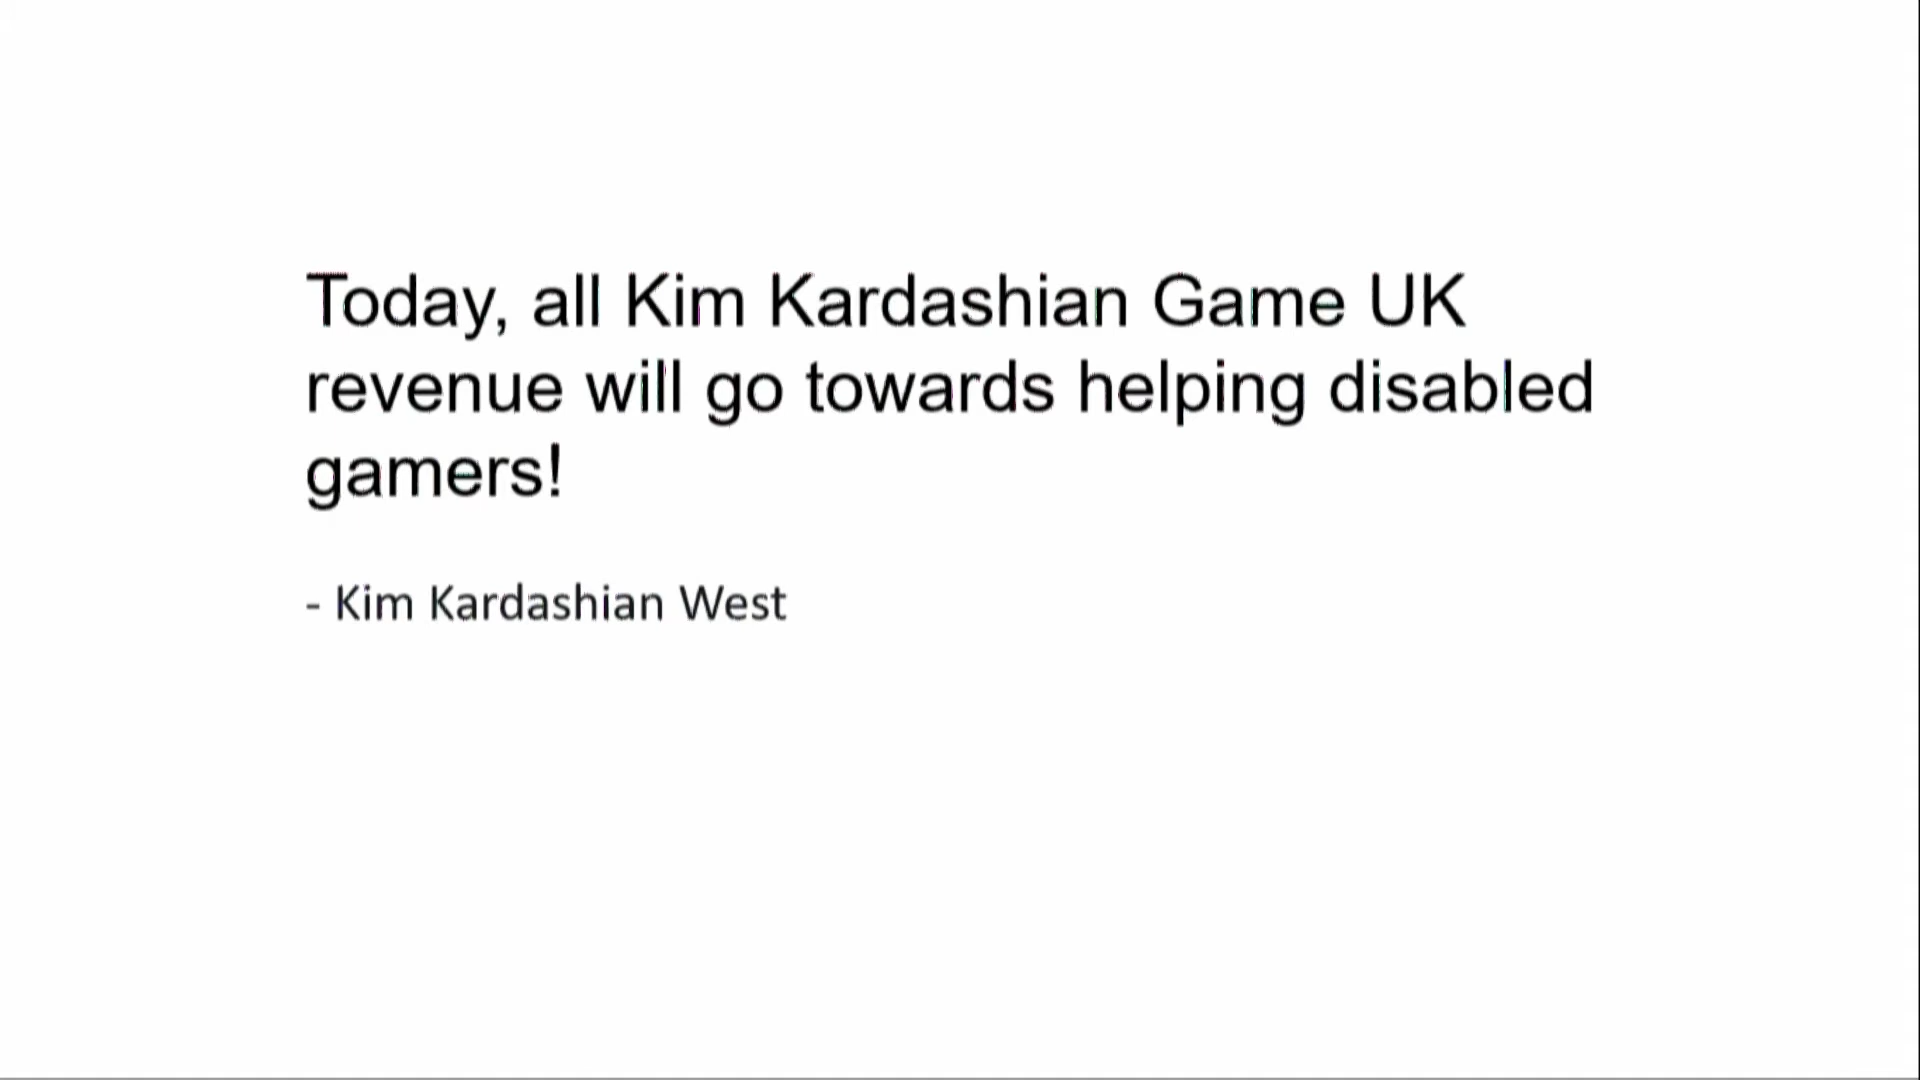 Today, all Kim Kardashian Game UK
revenue will go towards helping disabled
gamers!
- Kim Kardashian West